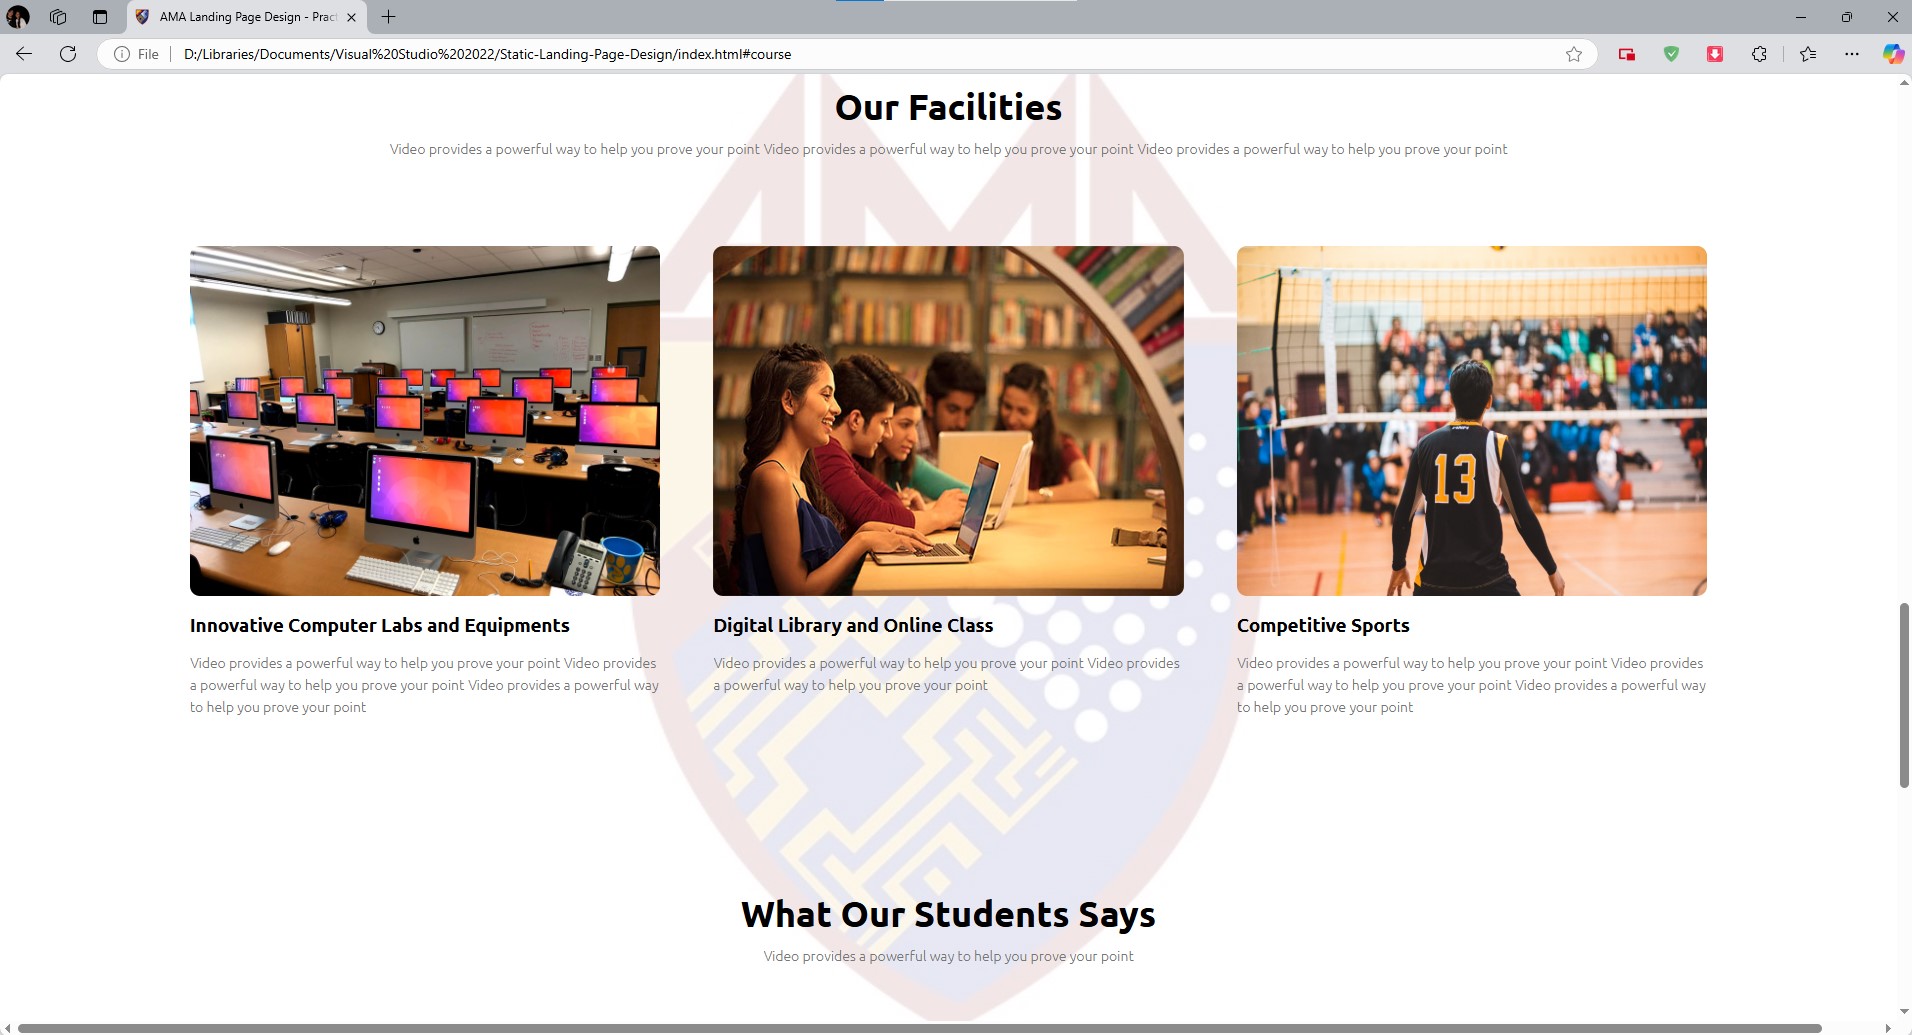 AMA Landing Page Design - Prac
File
D:/Libraries/Documents/Visual%20Studio%202022/Static-Landing-Page-Design/index.html#course
AMA
Our Facilities
Video provides a powerful way to help you prove your point Video provides a powerful way to help you prove your point Video provides a powerful way to help you prove your point
13
Innovative Computer Labs and Equipments
Digital Library and Online Class
Competitive Sports
Video provides a powerful way to help you prove your point Video provides
a powerful way to help you prove your point Video provides a powerful way
to help you prove your point
Video provides a powerful way to help you prove your point Video provides
a powerful way to help you prove your point
Video provides a powerful way to help you prove your point Video provides
a powerful way to help you prove your point Video provides a powerful way
to help you prove your point
What Our Students Says
Video provides a powerful way to help you prove your point